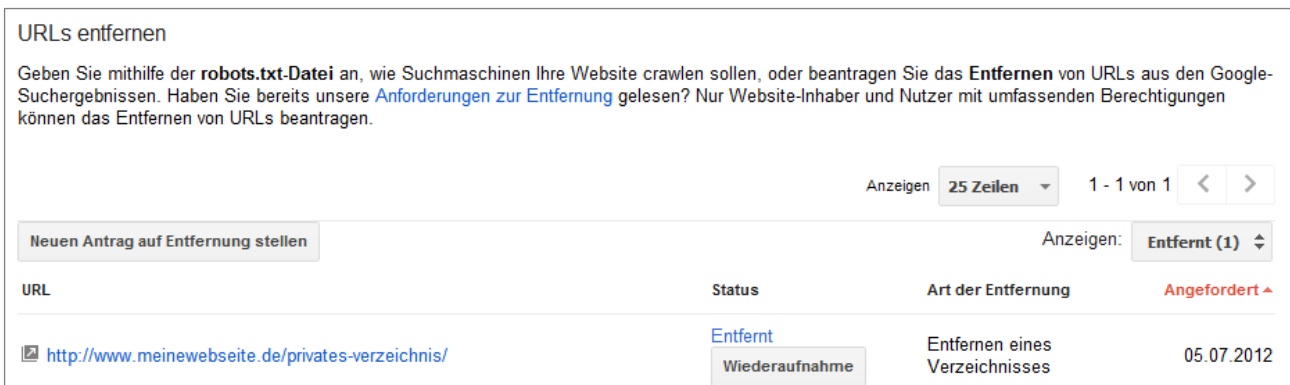 URLs entfernen
Geben Sie mithilfe der robots.txt-Datei an, wie Suchmaschinen Ihre Website crawlen sollen, oder beantragen Sie das Entfernen von URLs aus den Google-
Suchergebnissen. Haben Sie bereits unsere Anforderungen zur Entfernung gelesen? Nur Website-Inhaber und Nutzer mit umfassenden Berechtigungen
können das Entfernen von URLs beantragen.
Anzeigen 25 Zeilen 1 - 1 von 1
Neuen Antrag auf Entfernung stellen Anzeigen: Entfernt (1)
URL Status Art der Entfernung Angefordert
http://www.meinewebseite.de/privates-verzeichnis/ Entfernt Wiederaufnahme Entfernen eines Verzeichnisses 05.07.2012